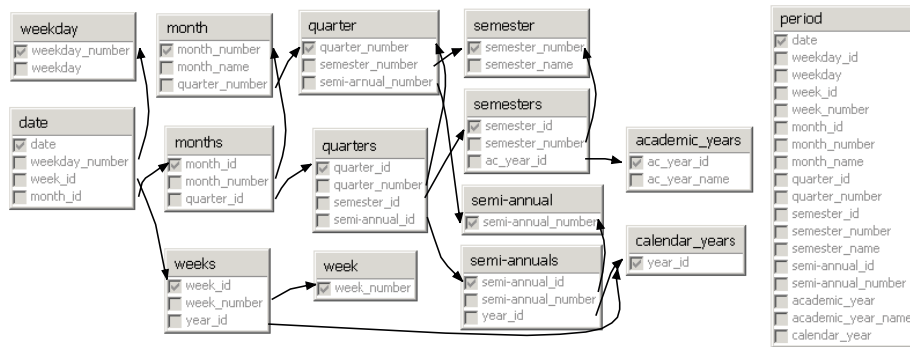 weekday
weekday_number
weekday
month
month_number
month_name
quarter_number
quarter
quarter_number
semester_number
semi-annual_number
semester
semester_number
semester_name
period
date
weekday_id
weekday
week_id
week_number
month_id
month_number
month_name
quarter_id
quarter_number
semester_id
semester_number
semester_name
semi-annual_id
semi-annual_number
academic_year
academic_year_name
calendar_year
date
date
weekday_number
week_id
month_id
months
month_id
month_number
quarter_id
quarters
quarter_id
quarter_number
semester_id
semi-annual_id
semesters
semester_id
semester_number
ac_year_id
academic_years
ac_year_id
ac_year_name
semi-annual
semi-annual_number
weeks
week_id
week_number
year_id
week
week_number
semi-annuals
semi-annual_id
semi-annual_number
year_id
calendar_years
year_id